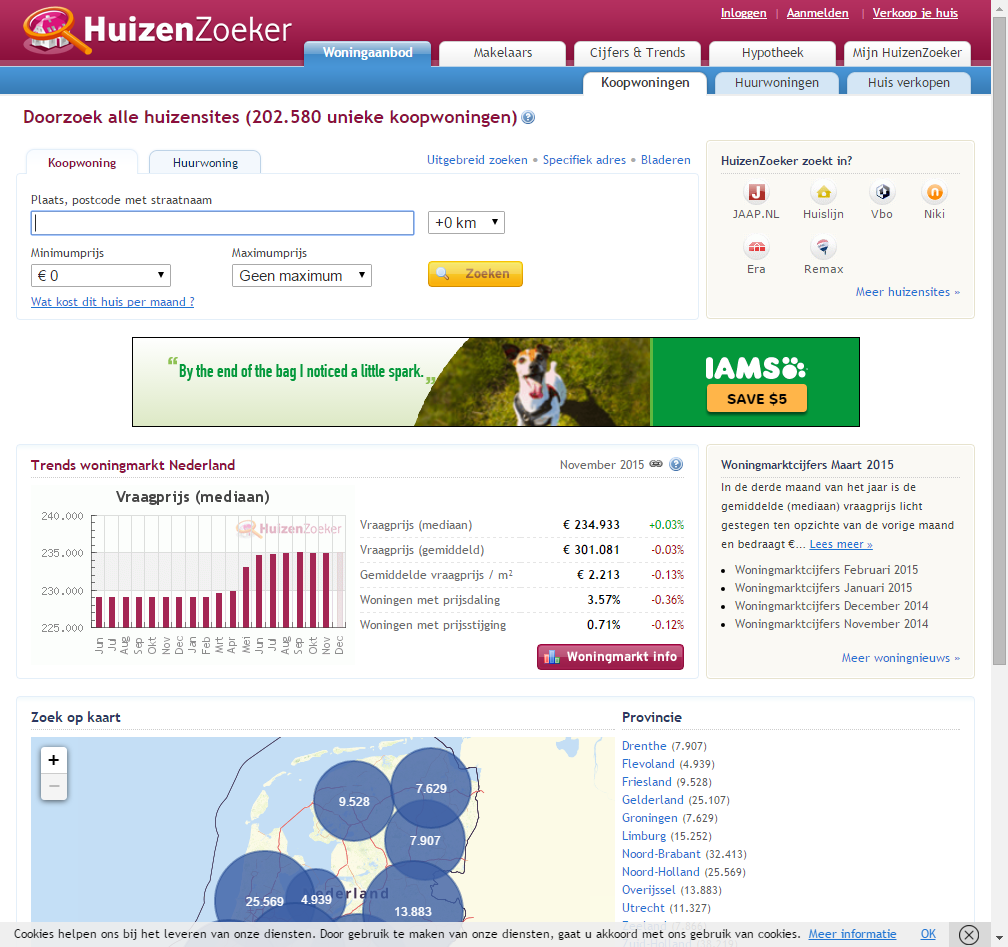 HuizenZoeker
Inloggen | Aanmelden | Verkoop je huis
Woningaanbod
Makelaars
Cijfers & Trends
Hypotheek
Mijn HuizenZoeker
Koopwoningen
Huurwoningen
Huis verkopen
Doorzoek alle huizensites (202.580 unieke koopwoningen)
Koopwoning
Huurwoning
Uitgebreid zoeken • Specifiek adres • Bladeren
Plaats, postcode met straatnaam
+0 km
Minimumprijs
Maximumprijs
€ 0
Geen maximum
Zoeken
Wat kost dit huis per maand ?
HuizenZoeker zoekt in?
JAAP.NL
Huislijn
Vbo
Niki
Era
Remax
Meer huizensites »
“By the end of the bag I noticed a little spark.”
IAMS
SAVE $5
Trends woningmarkt Nederland
November 2015
Vraagprijs (mediaan)
HuizenZoeker
240.000
235.000
230.000
225.000
Jun Jul Aug Sep Okt Nov Dec Jan Feb Mrt Apr Mei Jun Jul Aug Sep Okt Nov Dec
Vraagprijs (mediaan) € 234.933 +0.03%
Vraagprijs (gemiddeld) € 301.081 -0.03%
Gemiddelde vraagprijs / m² € 2.213 -0.13%
Woningen met prijsdaling 3.57% -0.36%
Woningen met prijsstijging 0.71% -0.12%
Woningmarkt info
Woningmarktcijfers Maart 2015
In de derde maand van het jaar is de
gemiddelde (mediaan) vraagprijs licht
gestegen ten opzichte van de vorige maand
en bedraagt €... Lees meer »
Woningmarktcijfers Februari 2015
Woningmarktcijfers Januari 2015
Woningmarktcijfers December 2014
Woningmarktcijfers November 2014
Meer woningnieuws »
Zoek op kaart
+
−
9.528
7.629
7.907
25.569
4.939
13.883
Provincie
Drenthe (7.907)
Flevoland (4.939)
Friesland (9.528)
Gelderland (25.107)
Groningen (7.629)
Limburg (15.252)
Noord-Brabant (32.413)
Noord-Holland (25.569)
Overijssel (13.883)
Utrecht (11.327)
Cookies helpen ons bij het leveren van onze diensten. Door gebruik te maken van onze diensten, gaat u akkoord met ons gebruik van cookies. Meer informatie OK